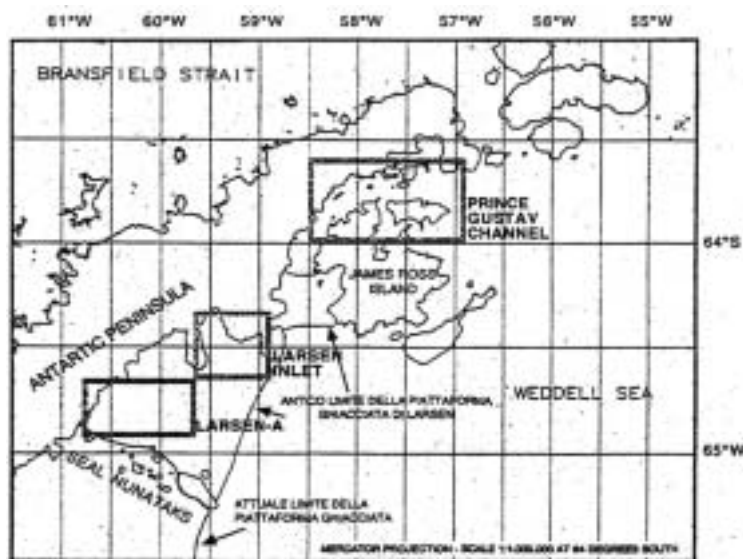 61°W 60°W 59°W 58°W 57°W 56°W 55°W
BRANSFIELD STRAIT
PRINCE
GUSTAV
CHANNEL
64°S
JAMES ROSS
ISLAND
ANTARTIC PENINSULA
LARSEN
INLET
WEDDELL SEA
ANTICO LIMITE DELLA PIATTAFORMA
GHIACCIATA DI LARSEN
LARSEN-A
65°W
SEAL NUNATAKS
ATTUALE LIMITE DELLA
PIATTAFORMA GHIACCIATA
MERCATOR PROJECTION - SCALE 1:1.000.000 AT 64 DEGREES SOUTH